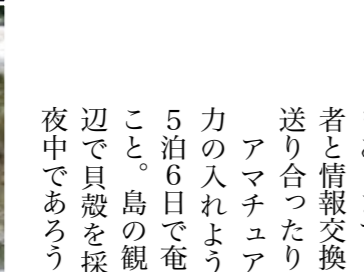 者と情報交換
送り合ったり
アマチュア
力の入れよう
5泊6日で奄
こと。島の観
辺で貝殻を採
夜中であろう